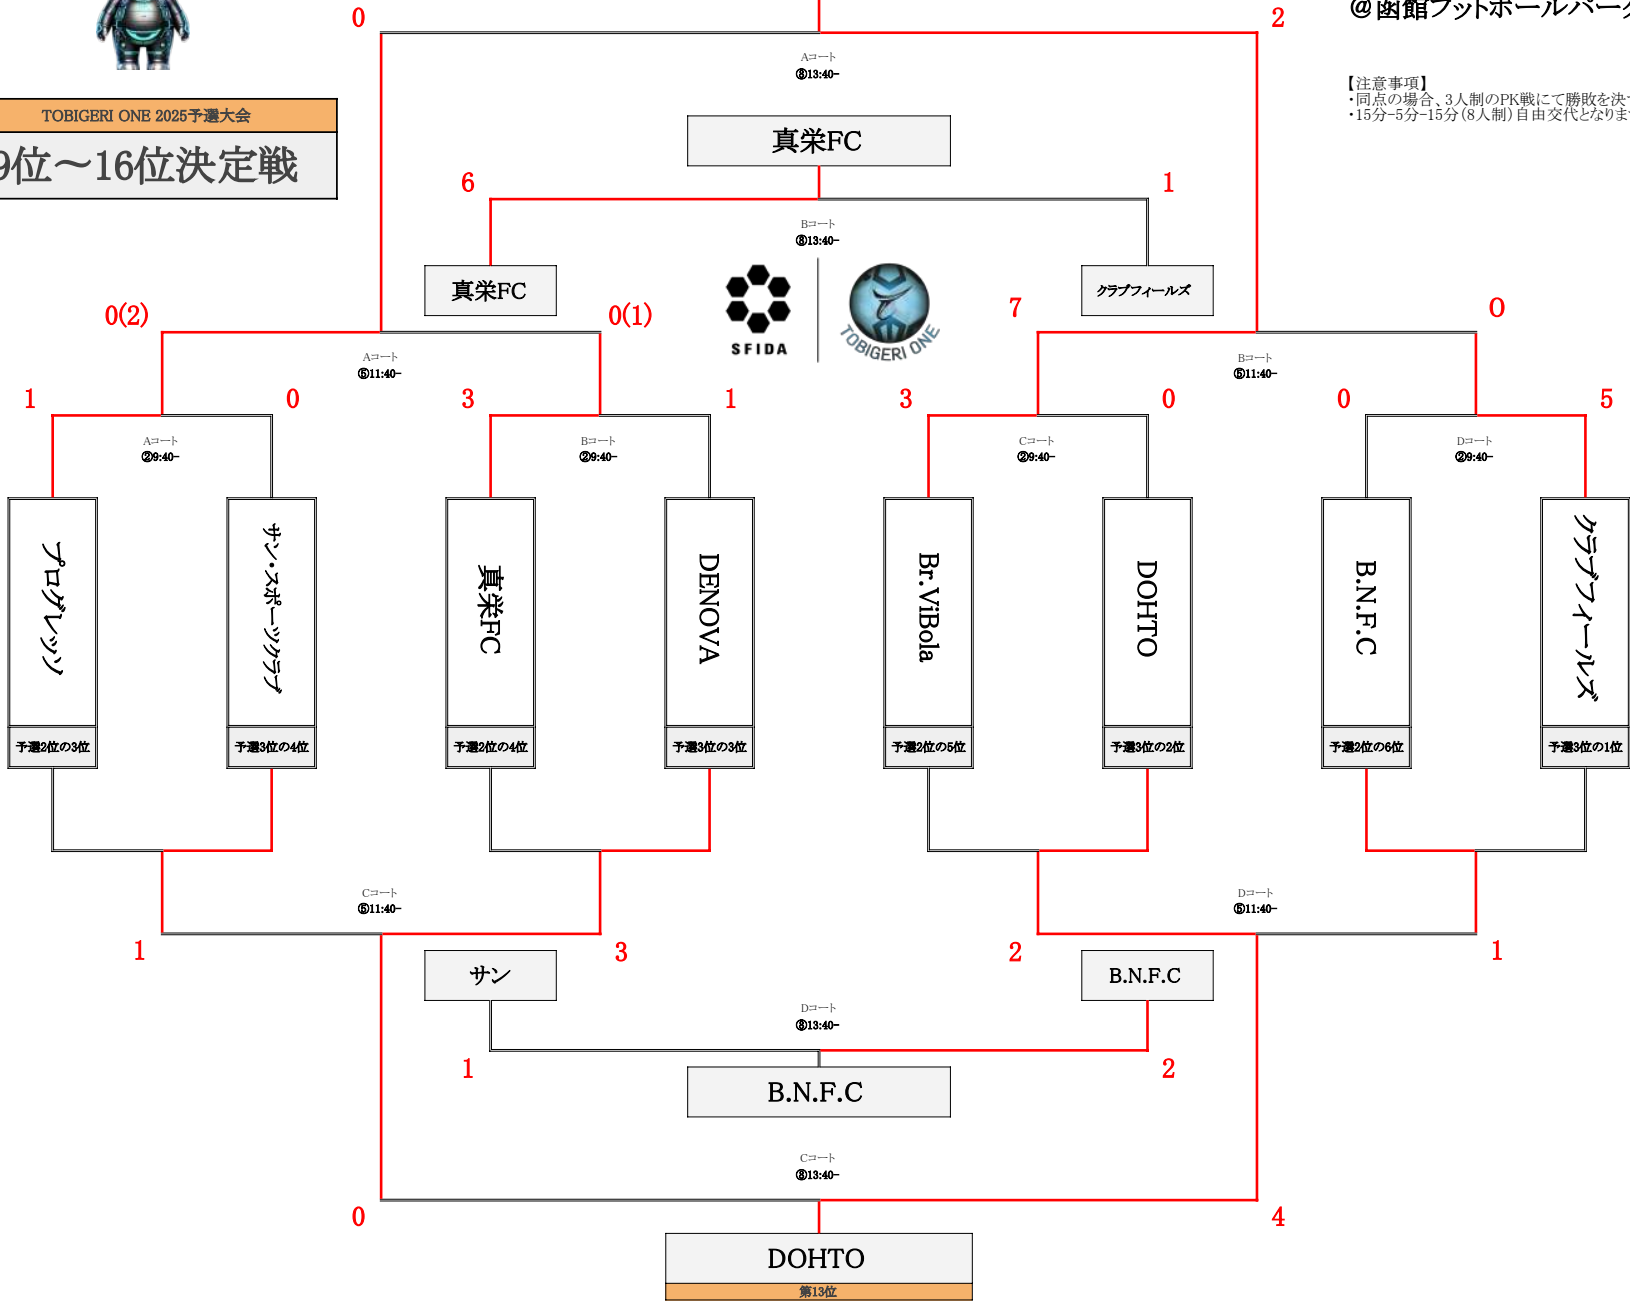 0
2
@函館フットボールパーク
Aコート
⑧13:40-
【注意事項】
・同点の場合、3人制のPK戦にて勝敗を決
・15分-5分-15分(8人制)自由交代となりま
TOBIGERI ONE 2025予選大会
9位～16位決定戦
真栄FC
6
1
Bコート
⑧13:40-
真栄FC
クラブフィールズ
SFIDA
TOBIGERI ONE
0(2)
0(1)
7
0
Aコート
⑤11:40-
Bコート
⑤11:40-
1
0
3
1
3
0
0
5
Aコート
②9:40-
Bコート
②9:40-
Cコート
②9:40-
Dコート
②9:40-
プログレッソ
サン・スポーツクラブ
真栄FC
DENOVA
Br.ViBola
DOHTO
B.N.F.C
クラブフィールズ
予選2位の3位
予選3位の4位
予選2位の4位
予選3位の3位
予選2位の5位
予選3位の2位
予選2位の6位
予選3位の1位
Cコート
⑤11:40-
Dコート
⑤11:40-
1
3
2
1
サン
B.N.F.C
Dコート
⑧13:40-
1
2
B.N.F.C
Cコート
⑧13:40-
0
4
DOHTO
第13位